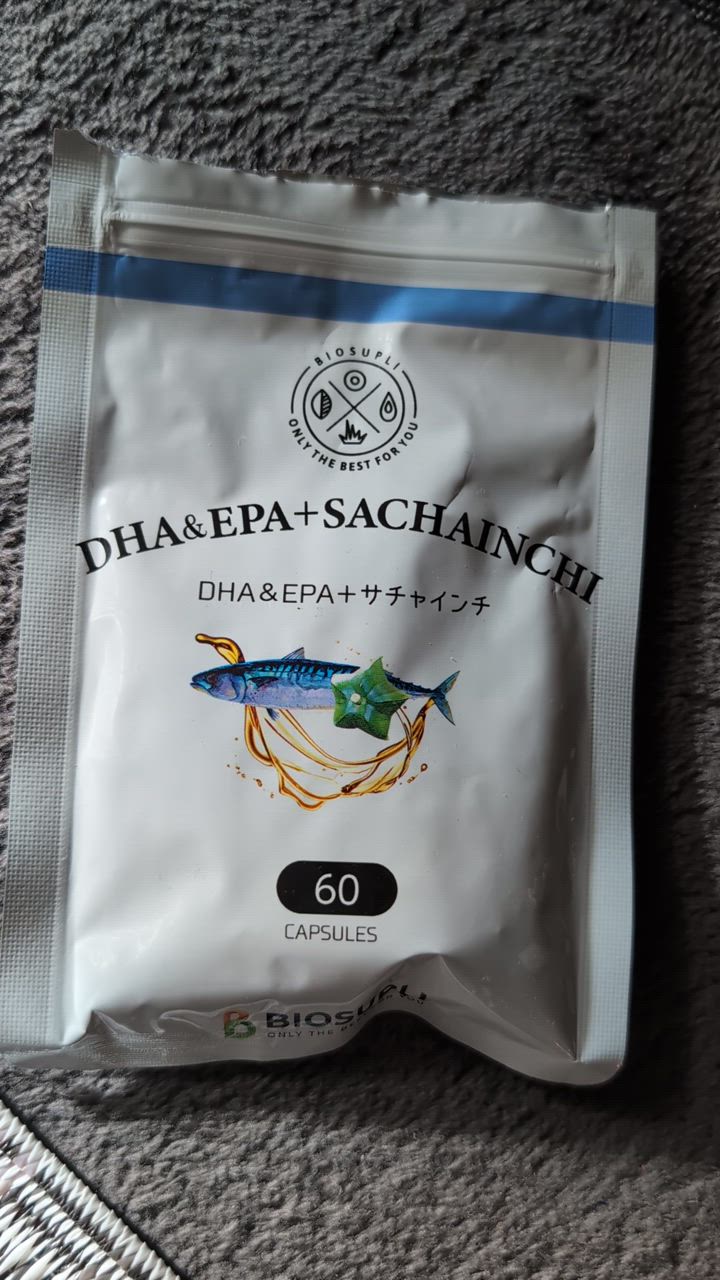 BIOSUPLI
ONLY THE BEST FOR YOU
DHA&EPA+SACHAINCHI
DHA&EPA+サチャインチ
60
CAPSULES
BIOSUPLI
ONLY THE